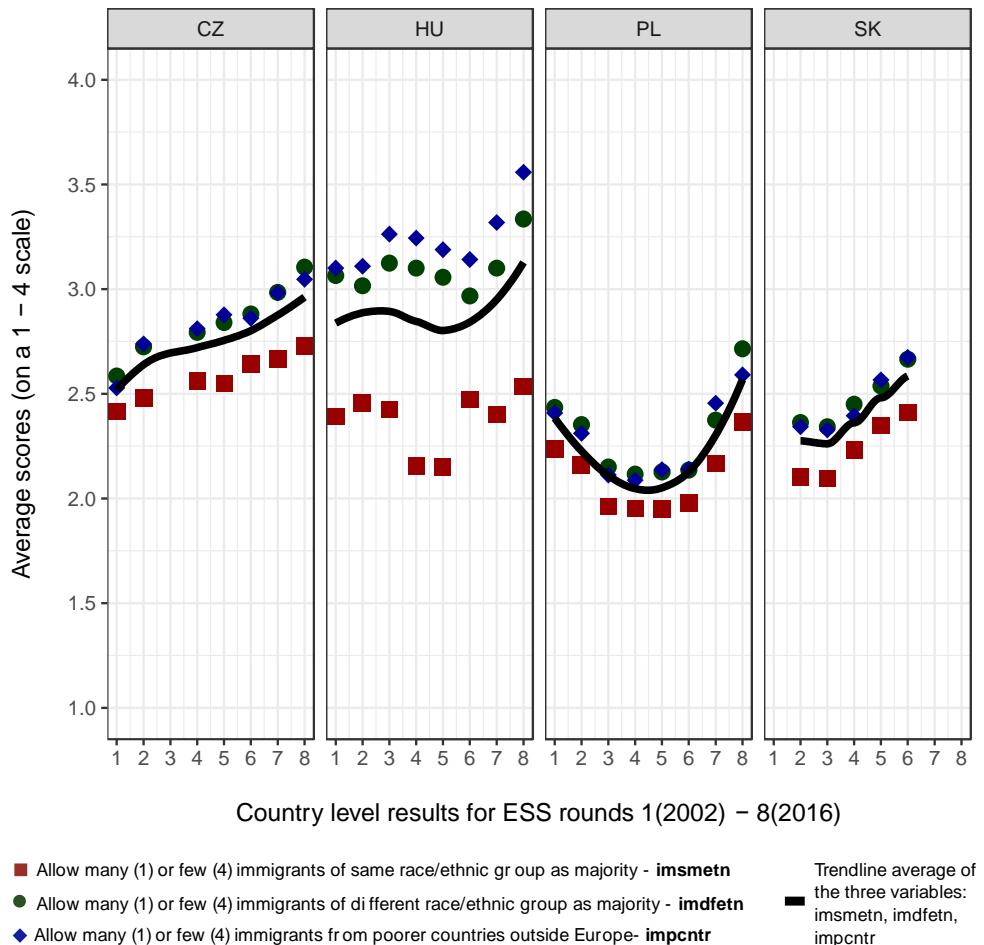 CZ HU PL SK
4.0
3.5
3.0
2.5
2.0
1.5
1.0
Average scores (on a 1 − 4 scale)
1 2 3 4 5 6 7 8 1 2 3 4 5 6 7 8 1 2 3 4 5 6 7 8 1 2 3 4 5 6 7 8
Country level results for ESS rounds 1(2002) − 8(2016)
Allow many (1) or few (4) immigrants of same race/ethnic gr oup as majority - imsmetn
Allow many (1) or few (4) immigrants of di fferent race/ethnic group as majority - imdfetn
Allow many (1) or few (4) immigrants fr om poorer countries outside Europe- impcntr
Trendline average of
the three variables:
imsmetn, imdfetn,
impcntr